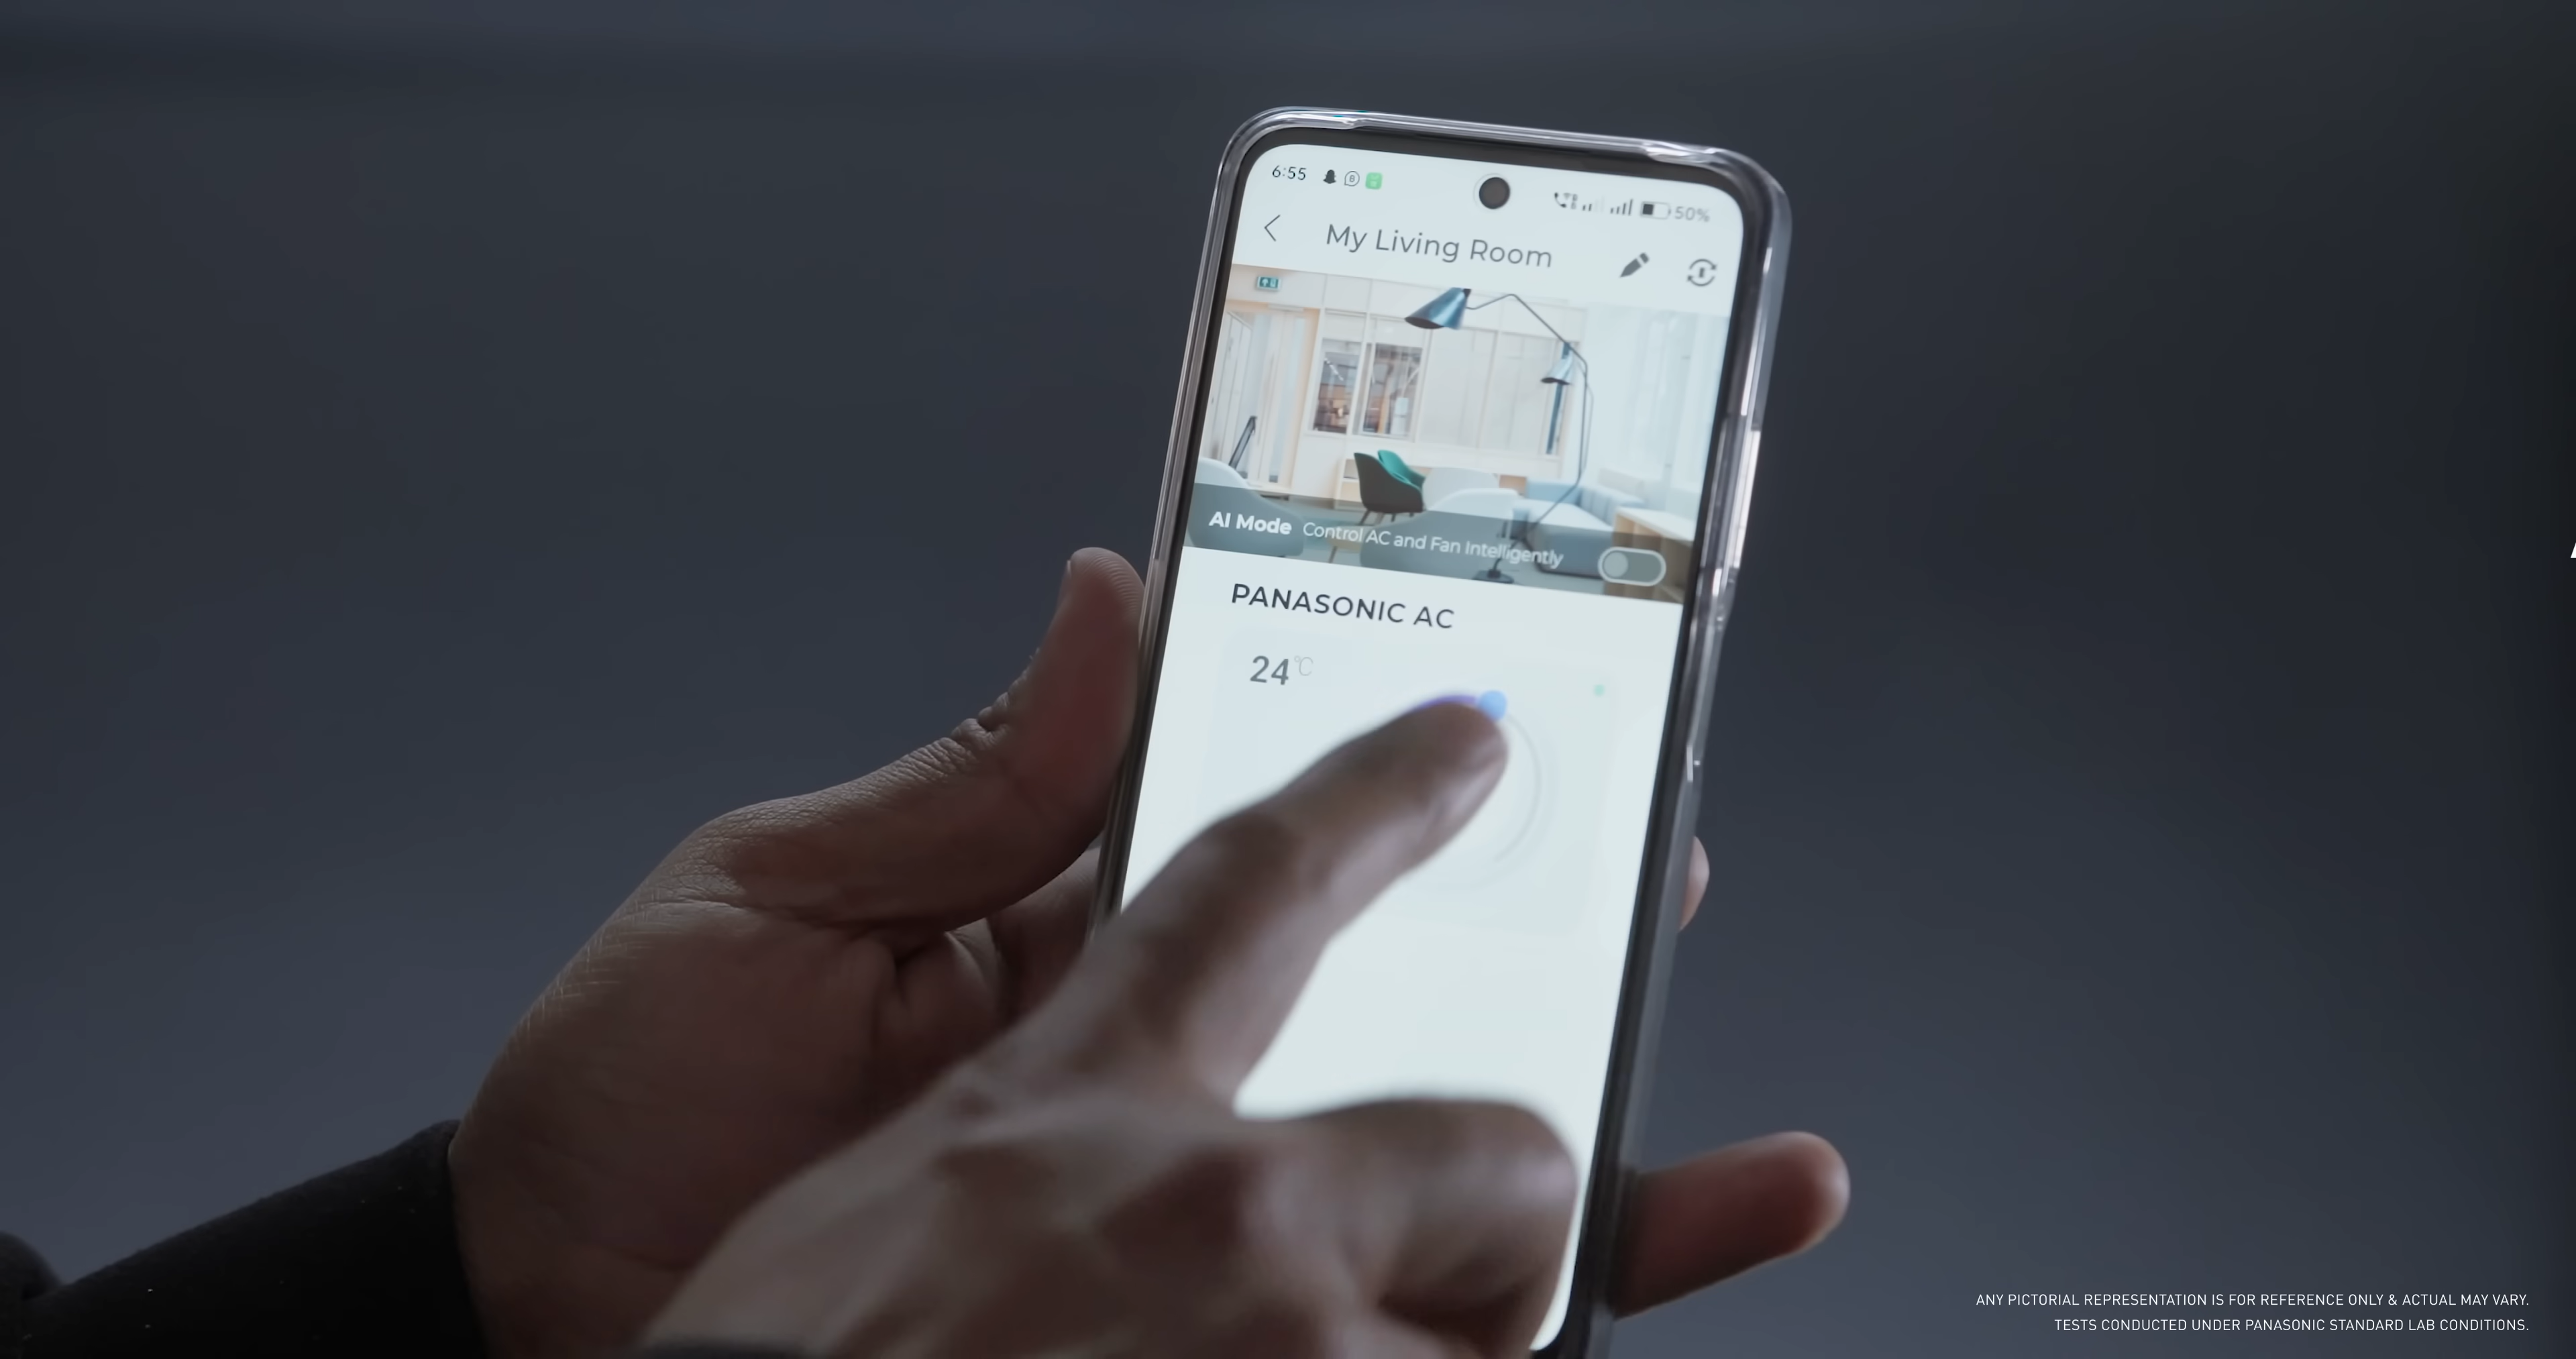 6:55
50%
My Living Room
AI Mode Control AC and Fan Intelligently
PANASONIC AC
24°C
ANY PICTORIAL REPRESENTATION IS FOR REFERENCE ONLY & ACTUAL MAY VARY.
TESTS CONDUCTED UNDER PANASONIC STANDARD LAB CONDITIONS.